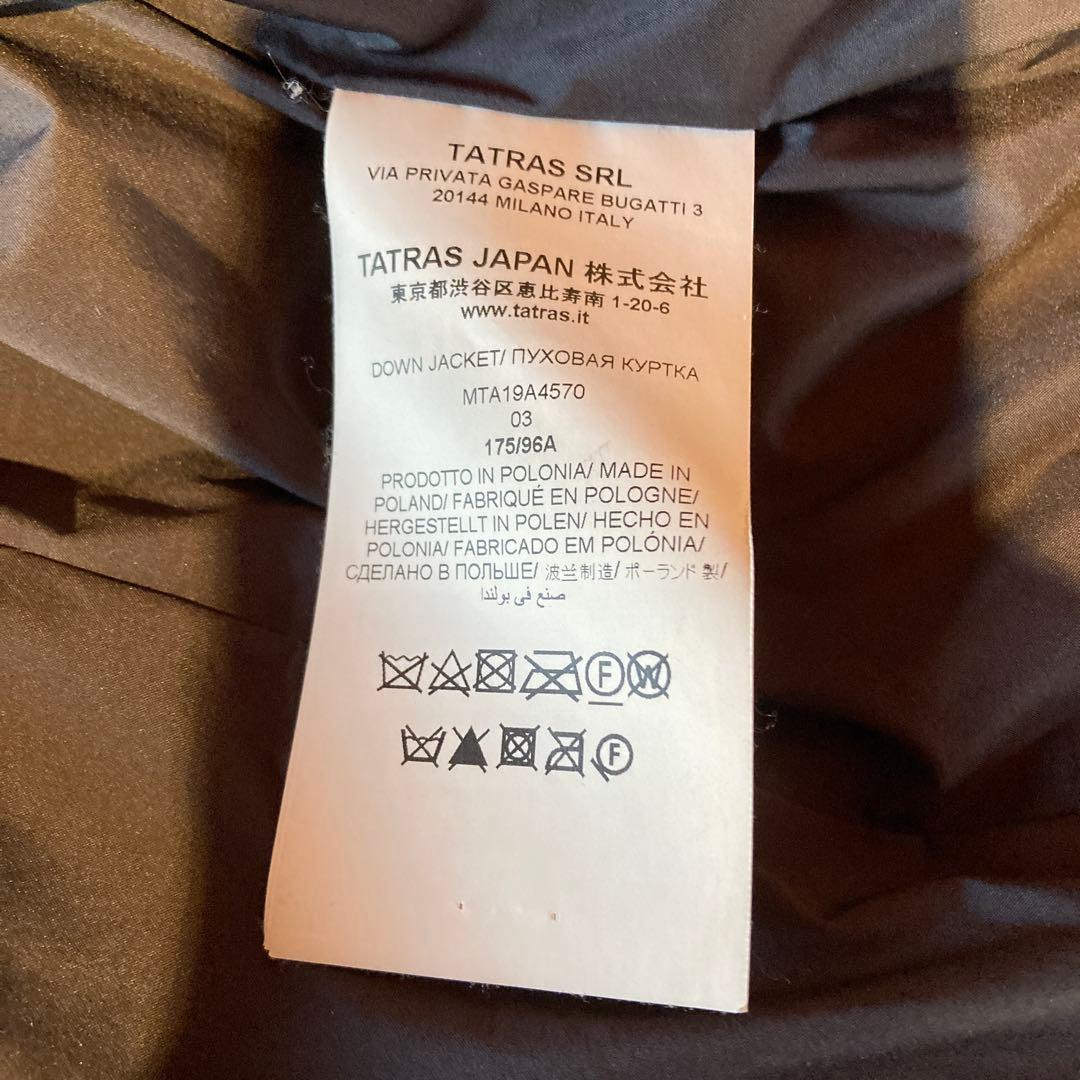 TATRAS SRL
VIA PRIVATA GASPARE BUGATTI 3
20144 MILANO ITALY
TATRAS JAPAN 株式会社
東京都渋谷区恵比寿南 1-20-6
www.tatras.it
DOWN JACKET/ ПУХОВАЯ КУРТКА
MTA19A4570
03
175/96A
PRODOTTO IN POLONIA/ MADE IN
POLAND/ FABRIQUÉ EN POLOGNE/
HERGESTELLT IN POLEN/ HECHO EN
POLONIA/ FABRICADO EM POLÓNIA/
СДЕЛАНО В ПОЛЬШЕ/ 波兰制造/ ポーランド 製/
صنع في بولندا
F W
F